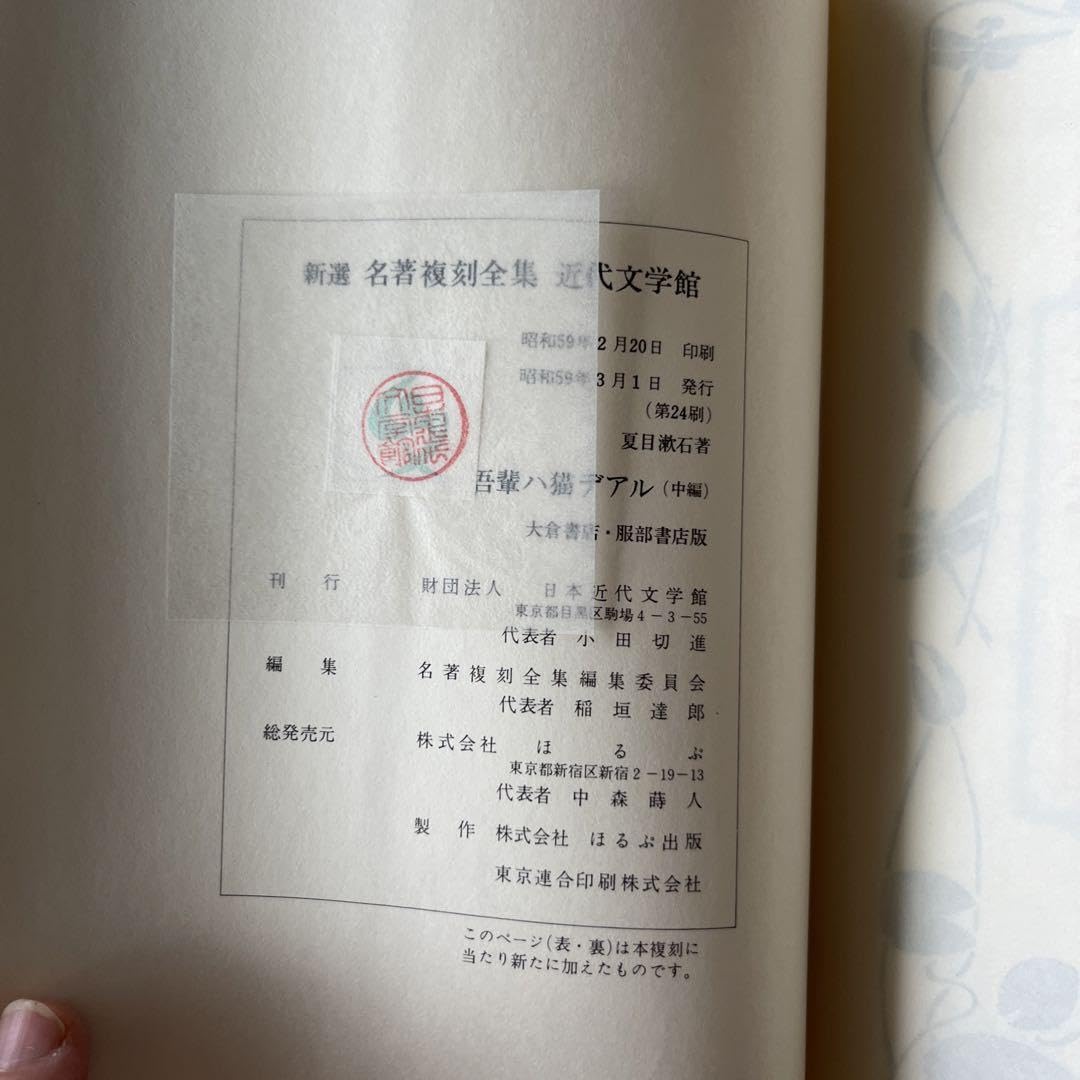 新選 名著複刻全集 近代文学館
昭和59年2月20日 印刷
昭和59年3月1日 発行
(第24刷)
夏目漱石著
吾輩ハ猫デアル(中編)
大倉書店・服部書店版
刊 行 財団法人 日本近代文学館
東京都目黒区駒場4-3-55
代表者 小田切進
編 集 名著複刻全集編集委員会
代表者 稲垣達郎
総発売元 株式会社 ほるぷ
東京都新宿区新宿2-19-13
代表者 中森蒔人
製 作 株式会社 ほるぷ出版
東京連合印刷株式会社
このページ(表・裏)は本複刻に
当たり新たに加えたものです。